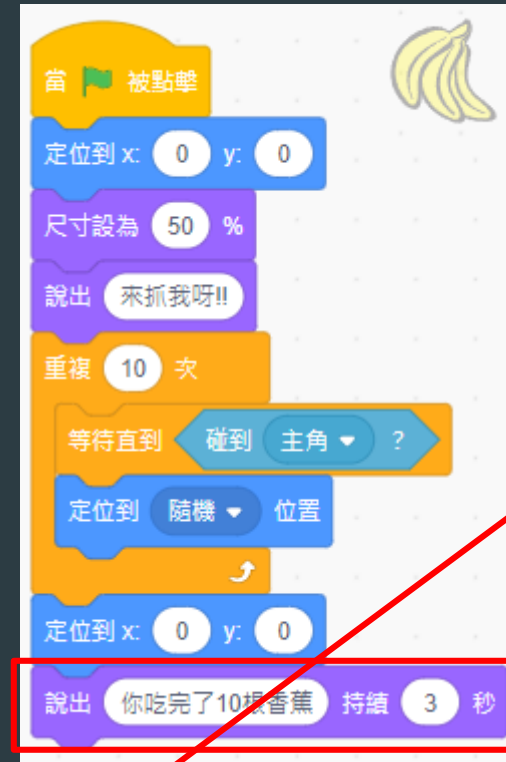 當 被點擊
定位到 x: 0 y: 0
尺寸設為 50 %
說出 來抓我呀!!
重複 10 次
等待直到 碰到 主角 ?
定位到 隨機 位置
定位到 x: 0 y: 0
說出 你吃完了10根香蕉 持續 3 秒